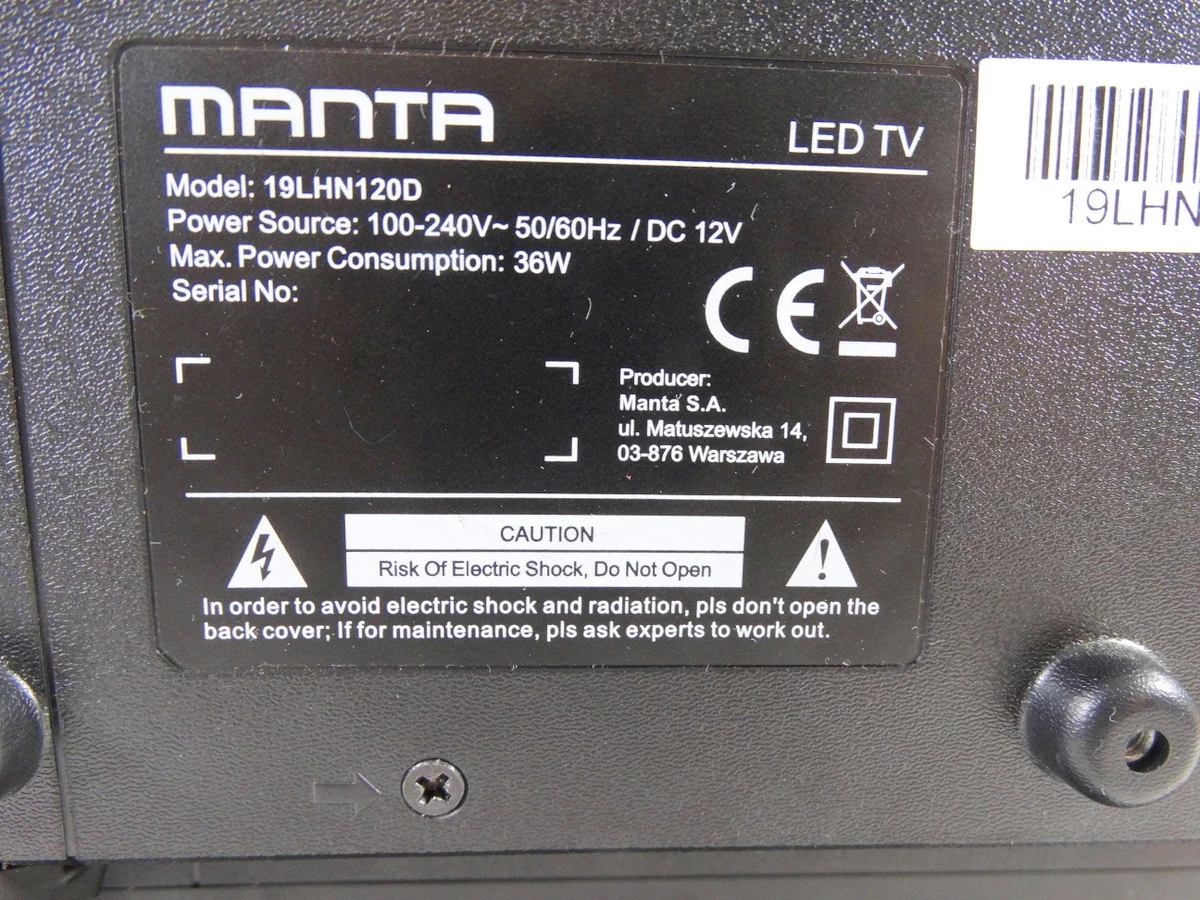 MANTA
LED TV
Model: 19LHN120D
Power Source: 100-240V~ 50/60Hz / DC 12V
Max. Power Consumption: 36W
Serial No:
CE
Producer:
Manta S.A.
ul. Matuszewska 14,
03-876 Warszawa
CAUTION
Risk Of Electric Shock, Do Not Open
In order to avoid electric shock and radiation, pls don't open the
back cover; If for maintenance, pls ask experts to work out.
19LHN